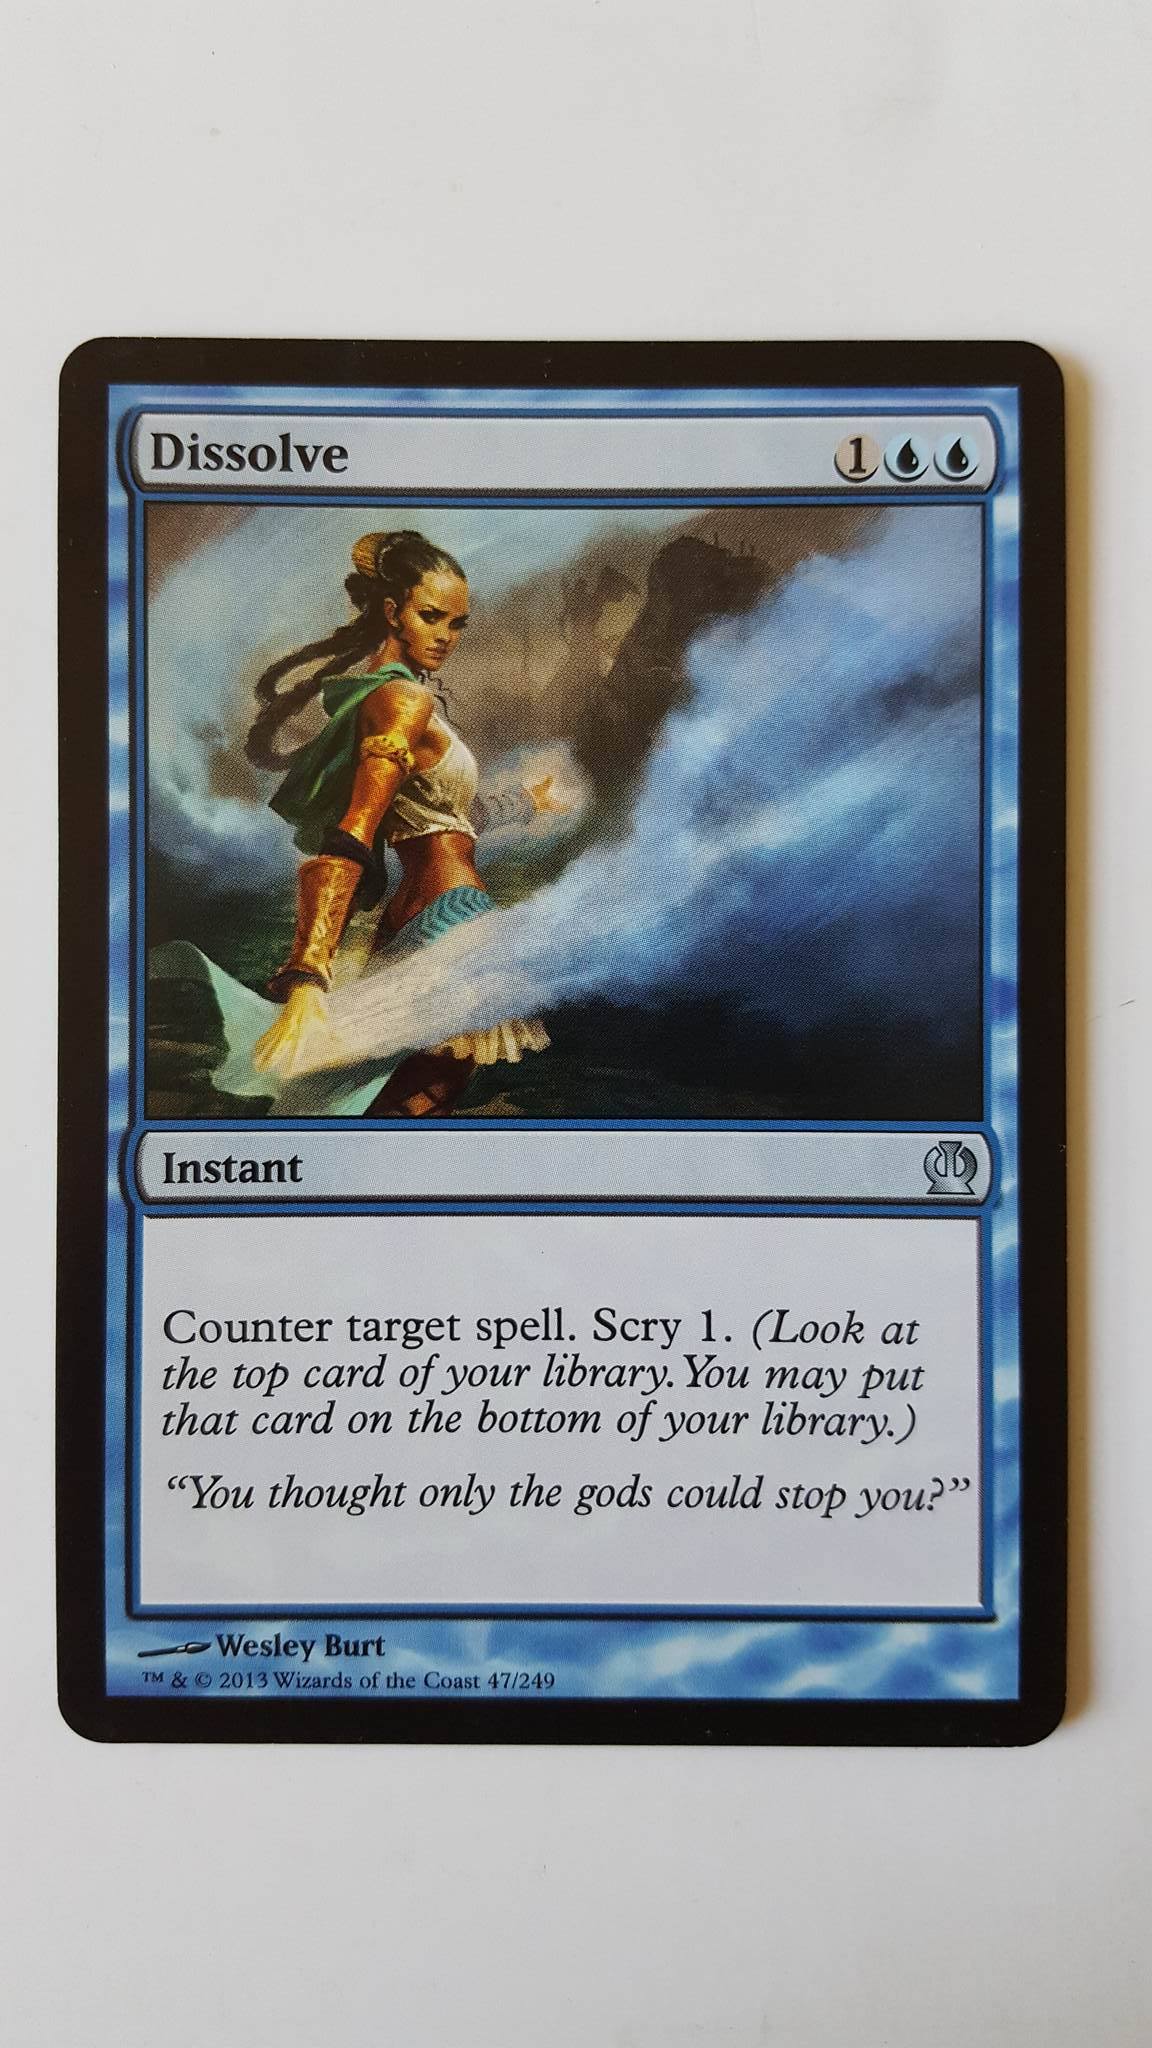 Dissolve 1
Instant
Counter target spell. Scry 1. (Look at
the top card of your library. You may put
that card on the bottom of your library.)
“You thought only the gods could stop you?”
Wesley Burt
™ & © 2013 Wizards of the Coast 47/249